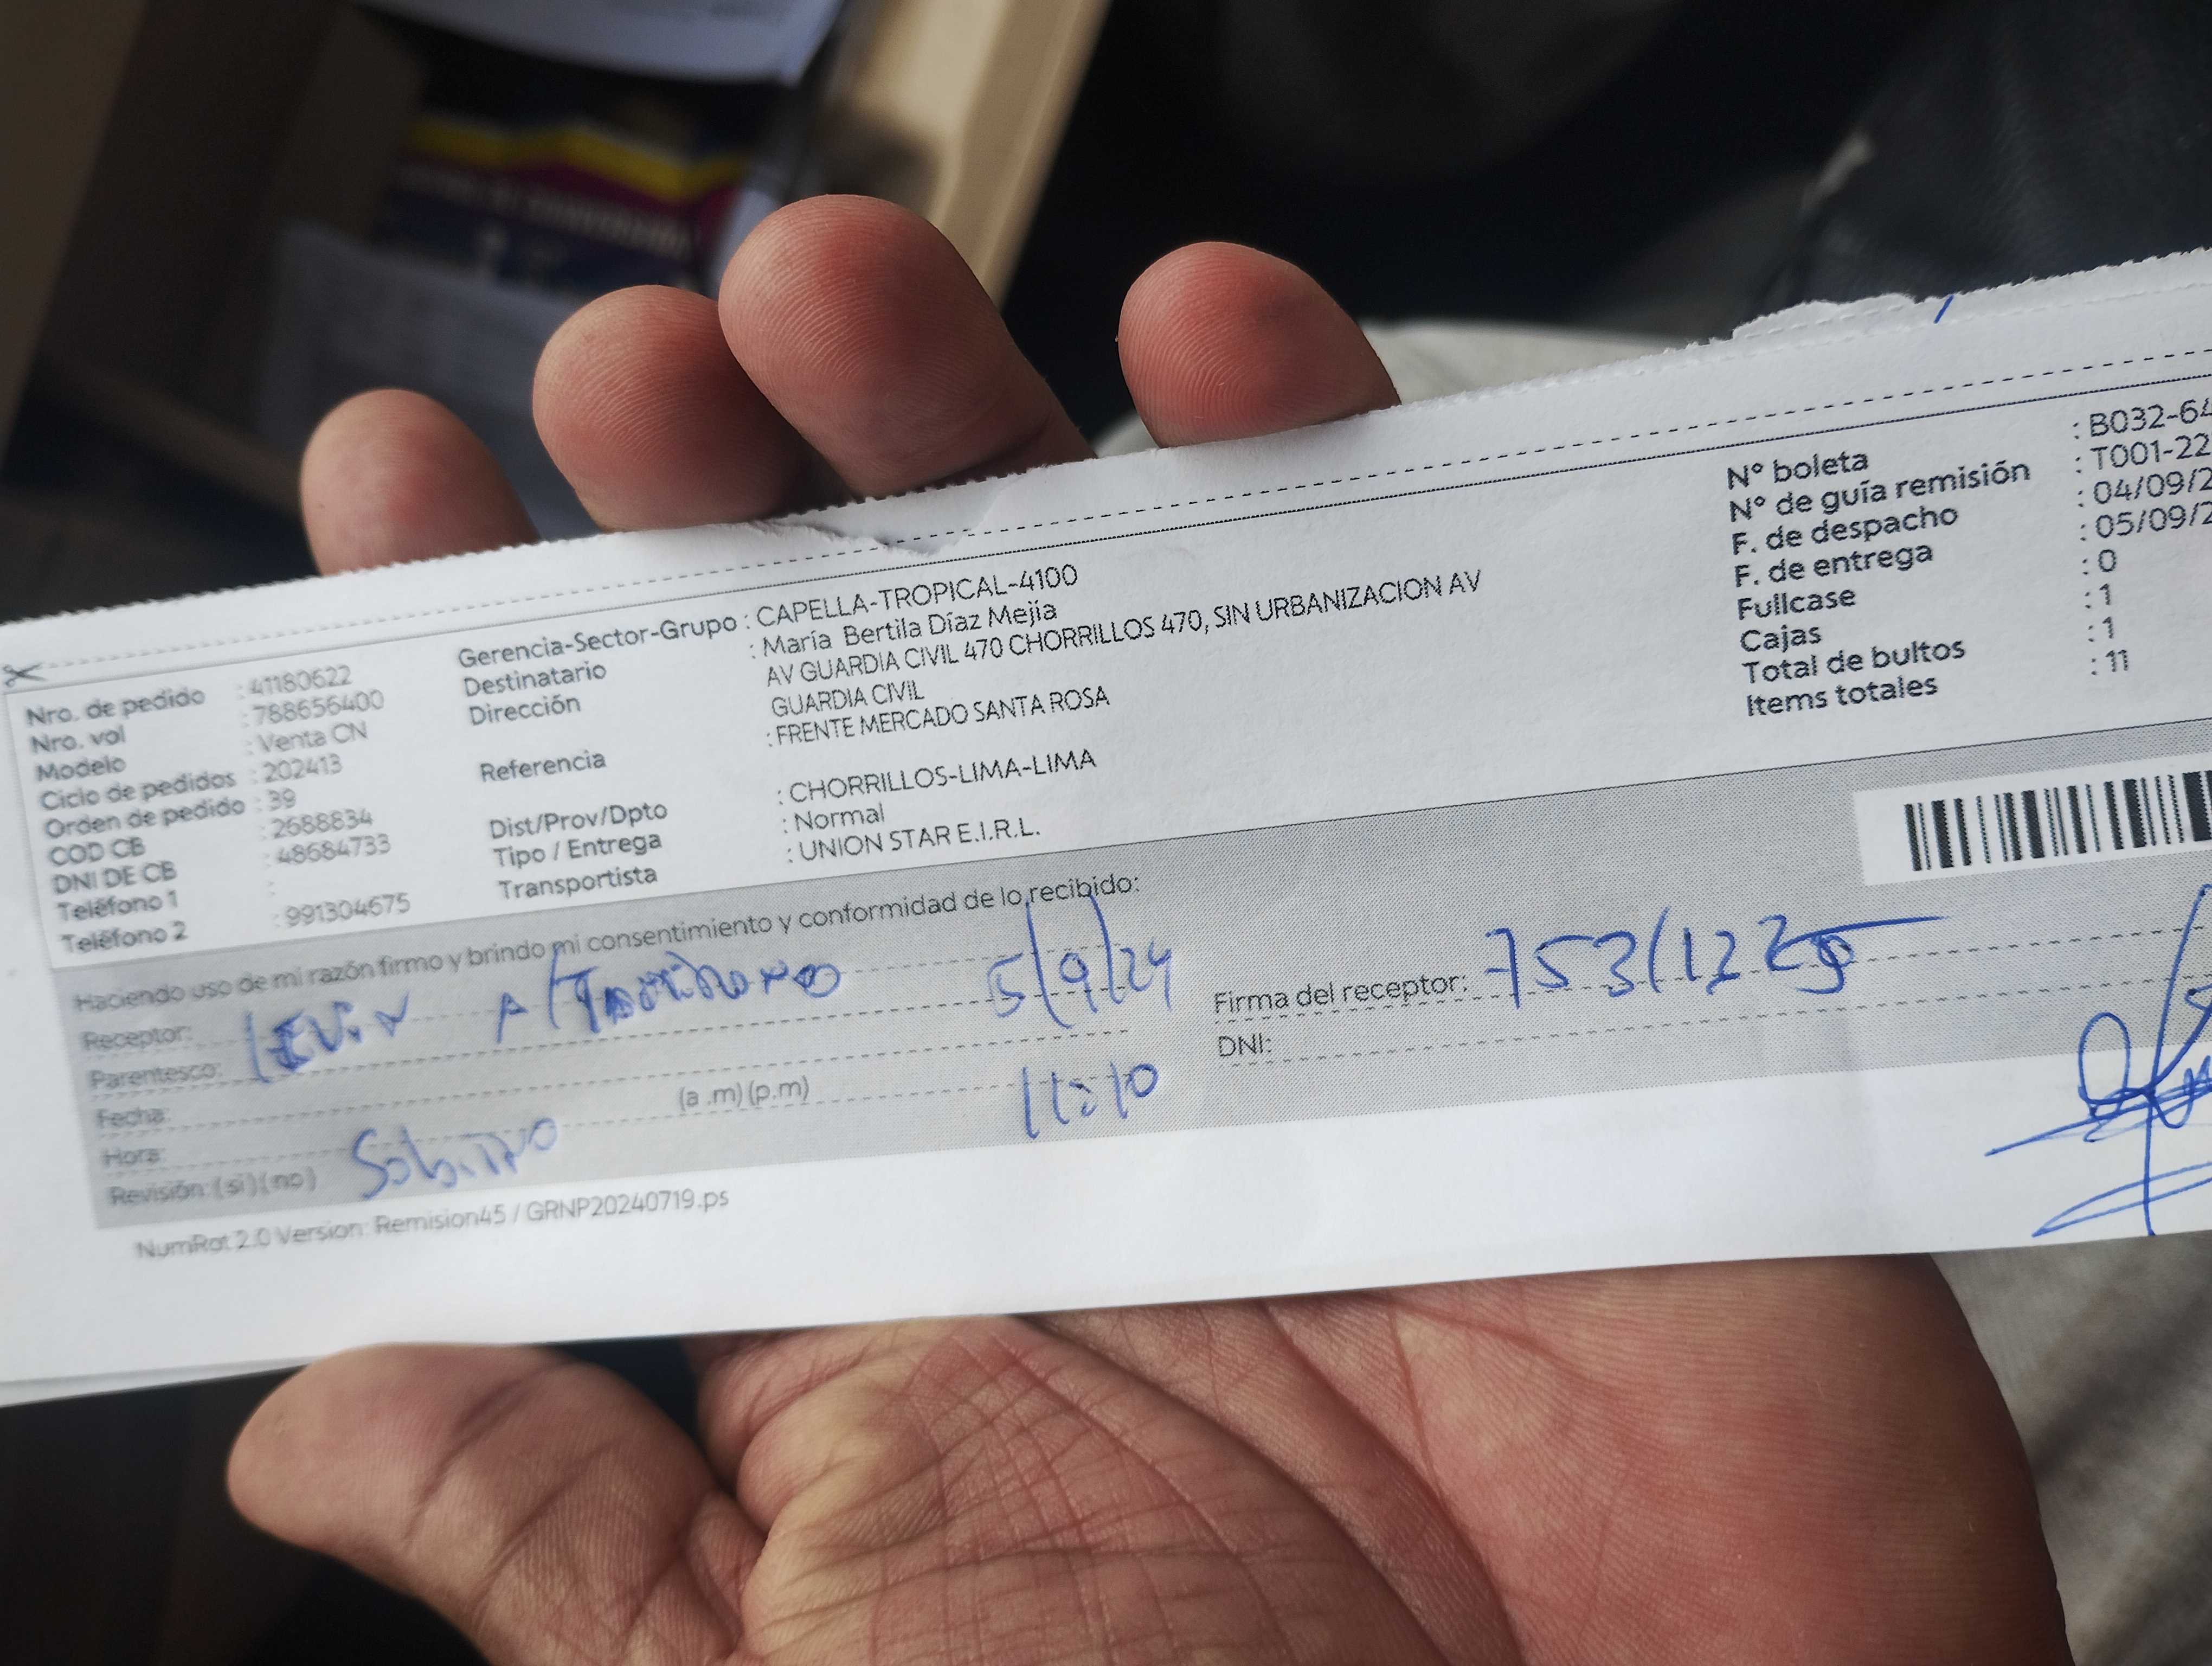 Nro. de pedido : 41180622
Nro. vol : 788656400
Modelo : Venta CN
Ciclo de pedidos : 202413
Orden de pedido : 39
COD CB : 2688834
DNI DE CB : 48684733
Teléfono 1 :
Teléfono 2 : 991304675
Gerencia-Sector-Grupo : CAPELLA-TROPICAL-4100
Destinatario : María Bertila Díaz Mejía
Dirección AV GUARDIA CIVIL 470 CHORRILLOS 470, SIN URBANIZACION AV
GUARDIA CIVIL
Referencia : FRENTE MERCADO SANTA ROSA
Dist/Prov/Dpto : CHORRILLOS-LIMA-LIMA
Tipo / Entrega : Normal
Transportista : UNION STAR E.I.R.L.
N° boleta : B032-64
N° de guía remisión : T001-22
F. de despacho : 04/09/2
F. de entrega : 05/09/2
Fullcase : 0
Cajas : 1
Total de bultos : 1
Items totales : 11
Haciendo uso de mi razón firmo y brindo mi consentimiento y conformidad de lo recibido:
Receptor:
Parentesco:
5/9/24
Fecha:
Hora: (a .m) (p.m) 11:10
Revisión: (si) (no) Sobrino
Firma del receptor:
DNI:
NumRot 2.0 Version: Remision45 / GRNP20240719.ps